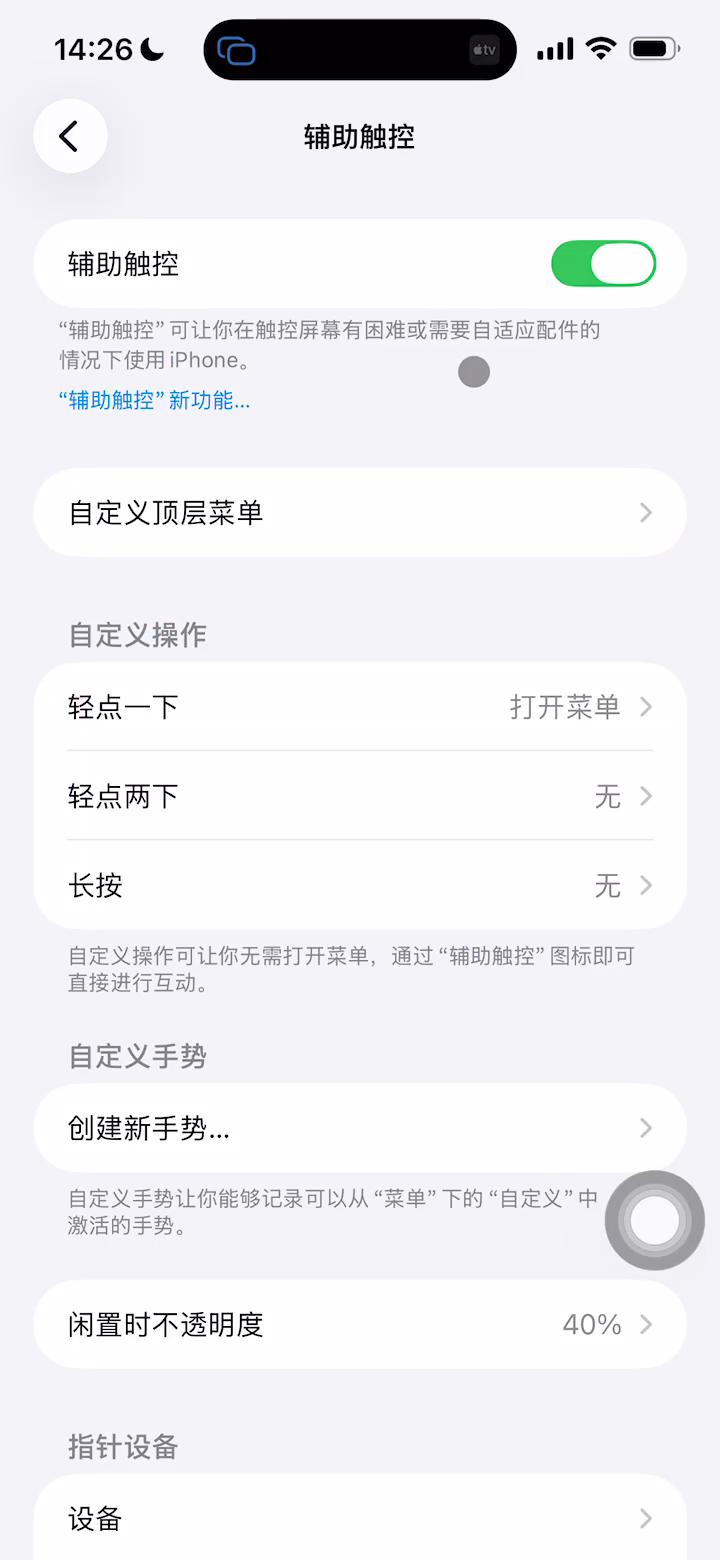 14:26
tv
辅助触控
辅助触控
“辅助触控”可让你在触控屏幕有困难或需要自适应配件的
情况下使用 iPhone。
“辅助触控”新功能...
自定义顶层菜单
自定义操作
轻点一下 打开菜单
轻点两下 无
长按 无
自定义操作可让你无需打开菜单，通过“辅助触控”图标即可
直接进行互动。
自定义手势
创建新手势...
自定义手势让你能够记录可以从“菜单”下的“自定义”中
激活的手势。
闲置时不透明度 40%
指针设备
设备